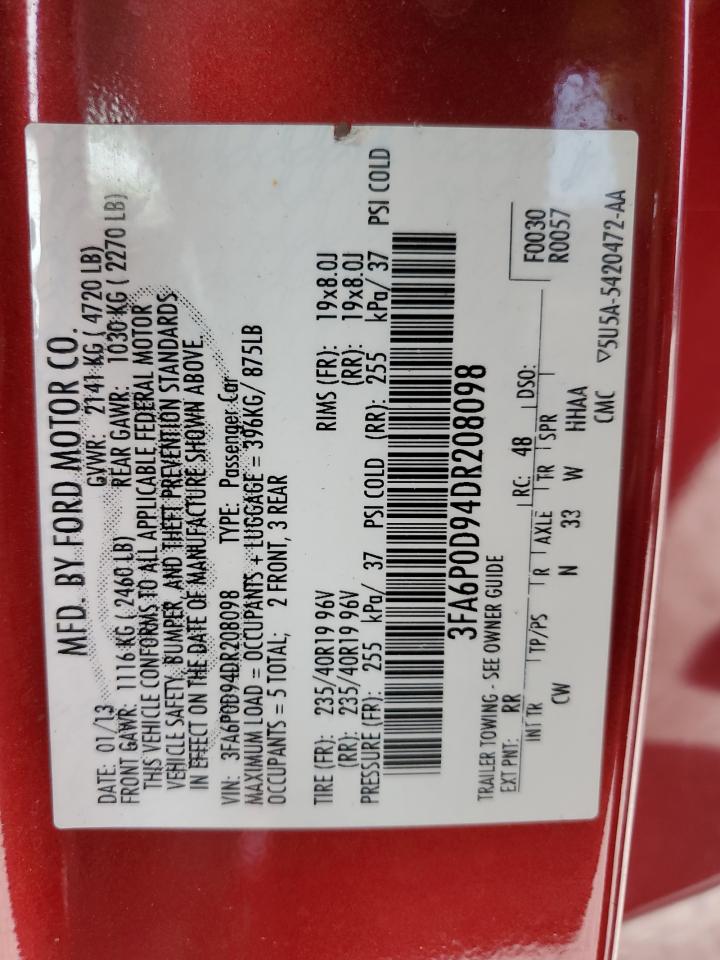 MFD. BY FORD MOTOR CO.
DATE: 01/13 GVWR: 2141 KG ( 4720 LB)
FRONT GAWR: 1116 KG ( 2460 LB) REAR GAWR: 1030 KG ( 2270 LB)
THIS VEHICLE CONFORMS TO ALL APPLICABLE FEDERAL MOTOR
VEHICLE SAFETY, BUMPER, AND THEFT PREVENTION STANDARDS
IN EFFECT ON THE DATE OF MANUFACTURE SHOWN ABOVE.
VIN: 3FA6P0D94DR208098 TYPE: Passenger Car
MAXIMUM LOAD = OCCUPANTS + LUGGAGE = 396KG/ 875LB
OCCUPANTS = 5 TOTAL; 2 FRONT, 3 REAR
TIRE (FR): 235/40R19 96V RIMS (FR): 19x8.0J
(RR): 235/40R19 96V (RR): 19x8.0J
PRESSURE (FR): 255 kPa/ 37 PSI COLD (RR): 255 kPa/ 37 PSI COLD
3FA6P0D94DR208098
TRAILER TOWING - SEE OWNER GUIDE
EXT PNT: RR RC: 48 DSO: F0030
R0057
INT TR TP/PS R AXLE TR SPR
CW N 33 W HHAA
CMC ▽5U5A-5420472-AA